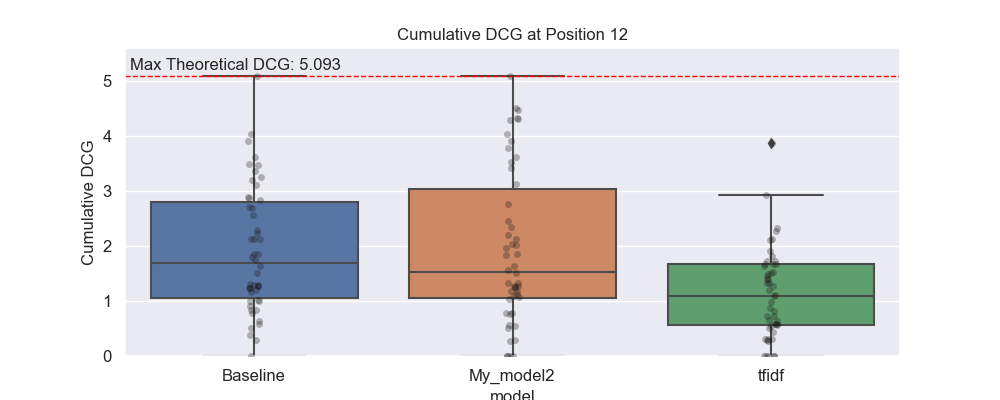 Cumulative DCG at Position 12
Max Theoretical DCG: 5.093
Cumulative DCG
5
4
3
2
1
0
Baseline
My_model2
tfidf
model